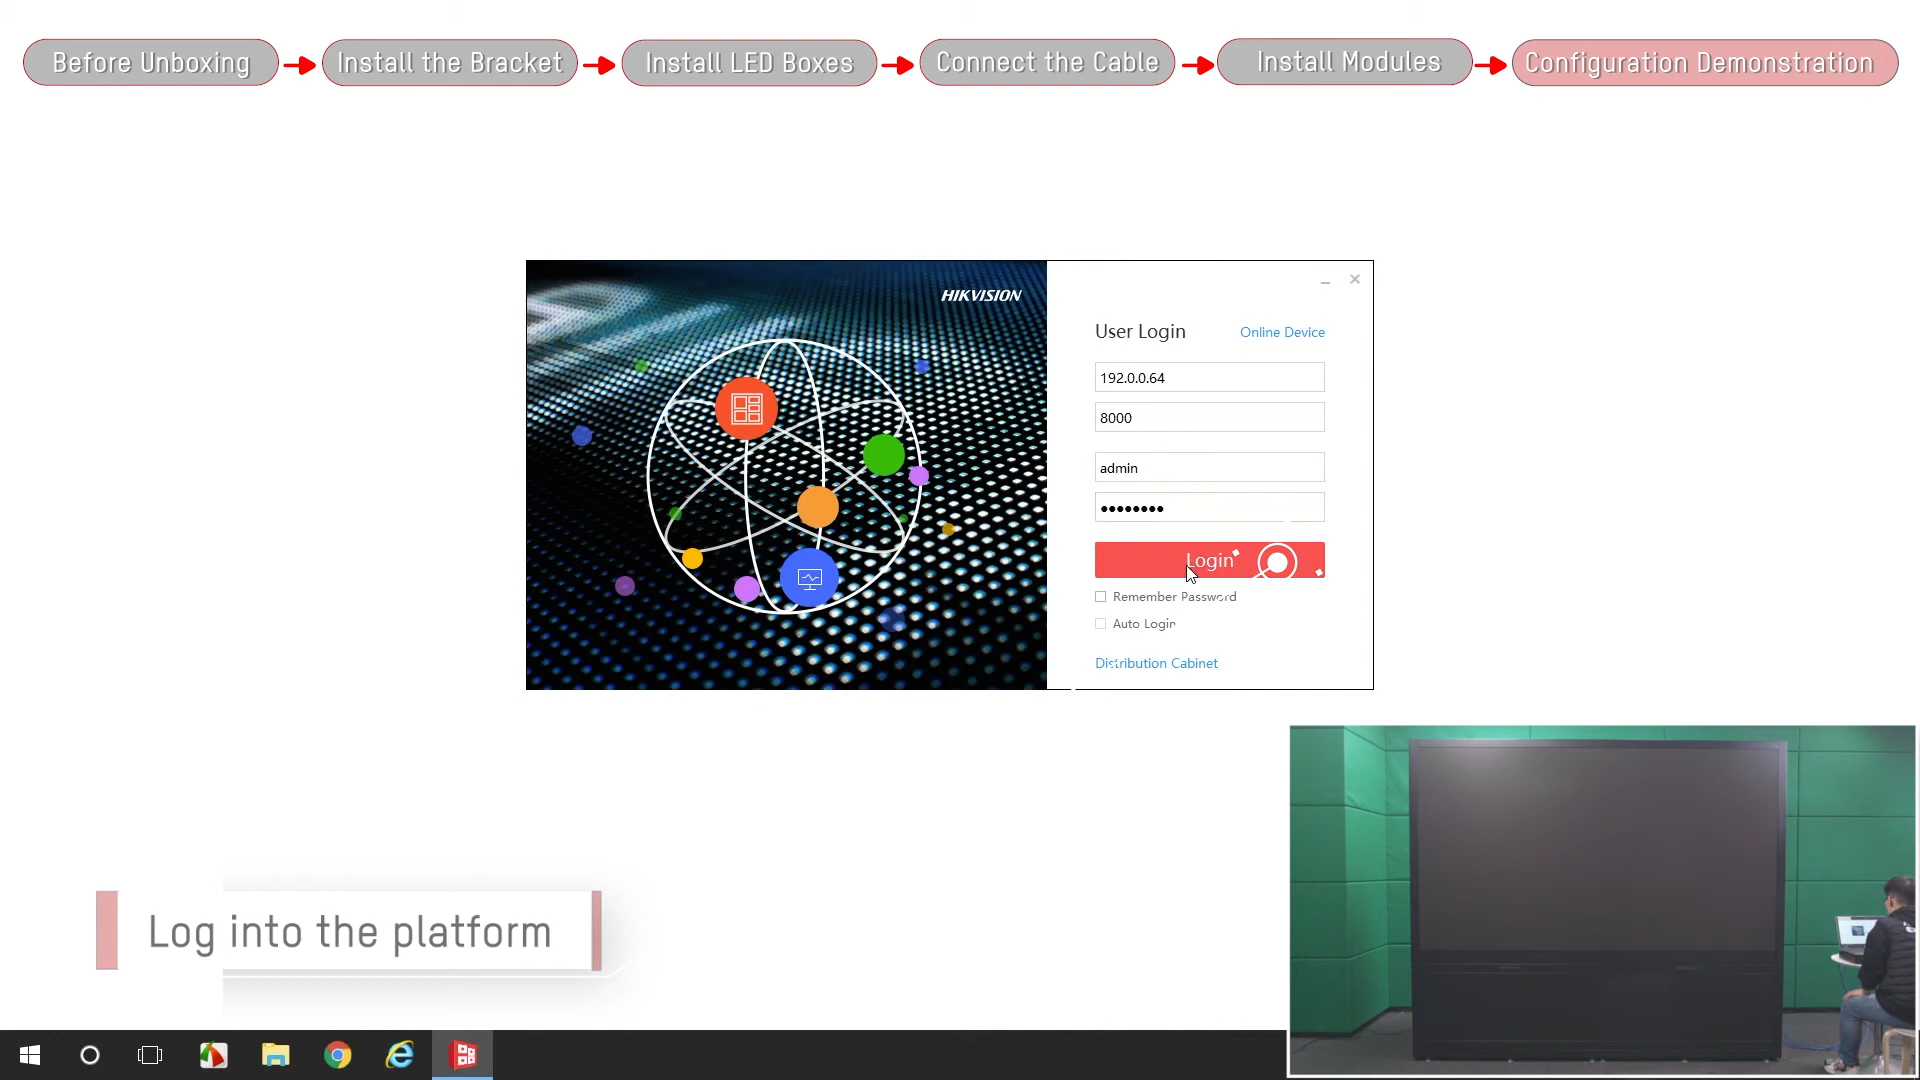 Before Unboxing
Install the Bracket
Install LED Boxes
Connect the Cable
Install Modules
Configuration Demonstration
HIKVISION
User Login
Online Device
192.0.0.64
8000
admin
Login
Remember Password
Auto Login
Distribution Cabinet
Log into the platform